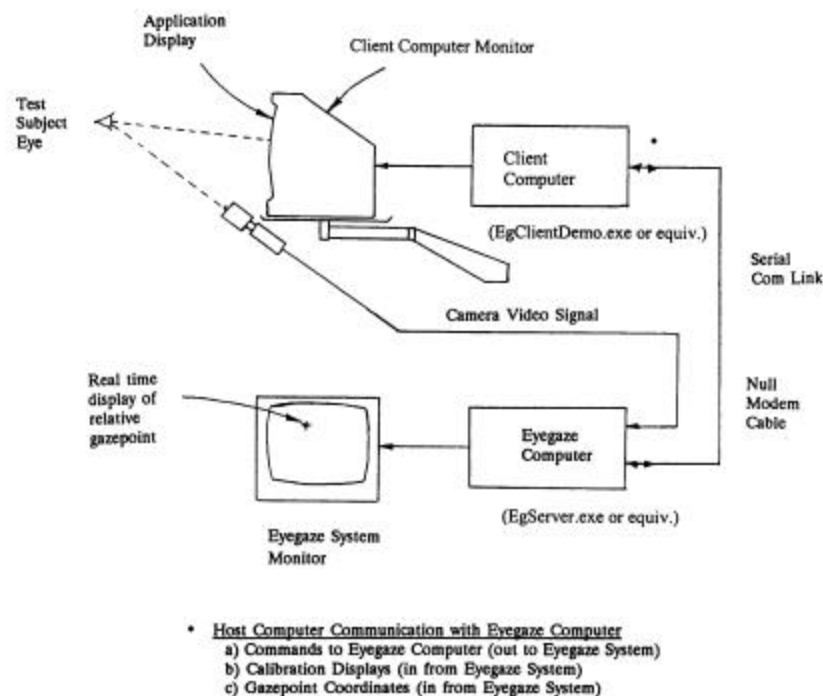 Application
Display
Client Computer Monitor
Test
Subject
Eye
Client
Computer
*
(EgClientDemo.exe or equiv.)
Serial
Com Link
Camera Video Signal
Real time
display of
relative
gazepoint
Null
Modem
Cable
Eyegaze
Computer
(EgServer.exe or equiv.)
Eyegaze System
Monitor
* Host Computer Communication with Eyegaze Computer
a) Commands to Eyegaze Computer (out to Eyegaze System)
b) Calibration Displays (in from Eyegaze System)
c) Gazepoint Coordinates (in from Eyegaze System)